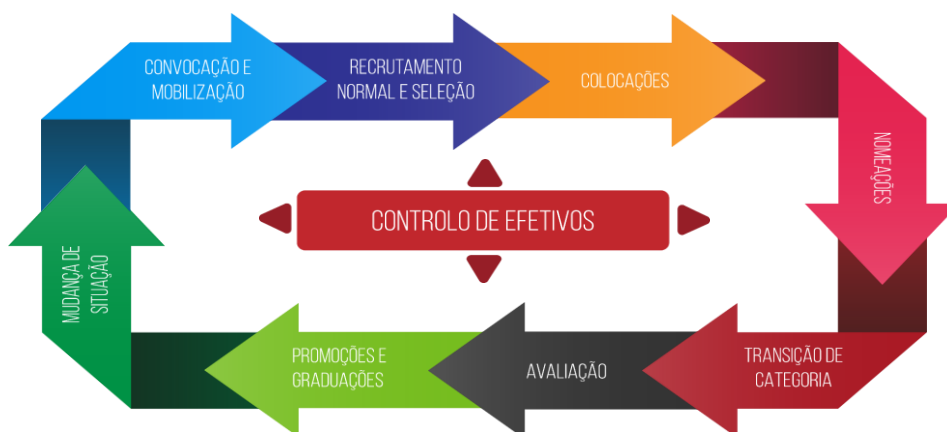 CONVOCAÇÃO E
MOBILIZAÇÃO
RECRUTAMENTO
NORMAL E SELEÇÃO
COLOCAÇÕES
NOMEAÇÕES
CONTROLO DE EFETIVOS
TRANSIÇÃO DE
CATEGORIA
AVALIAÇÃO
PROMOÇÕES E
GRADUAÇÕES
MUDANÇA DE
SITUAÇÃO